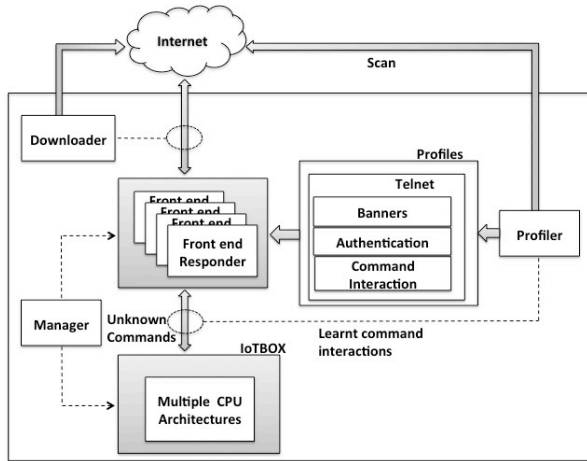 Internet
Scan
Downloader
Profiles
Telnet
Banners
Authentication
Command
Interaction
Profiler
Front end
Front end
Front end
Front end
Responder
Manager
Unknown
Commands
Learnt command
interactions
IoTBOX
Multiple CPU
Architectures